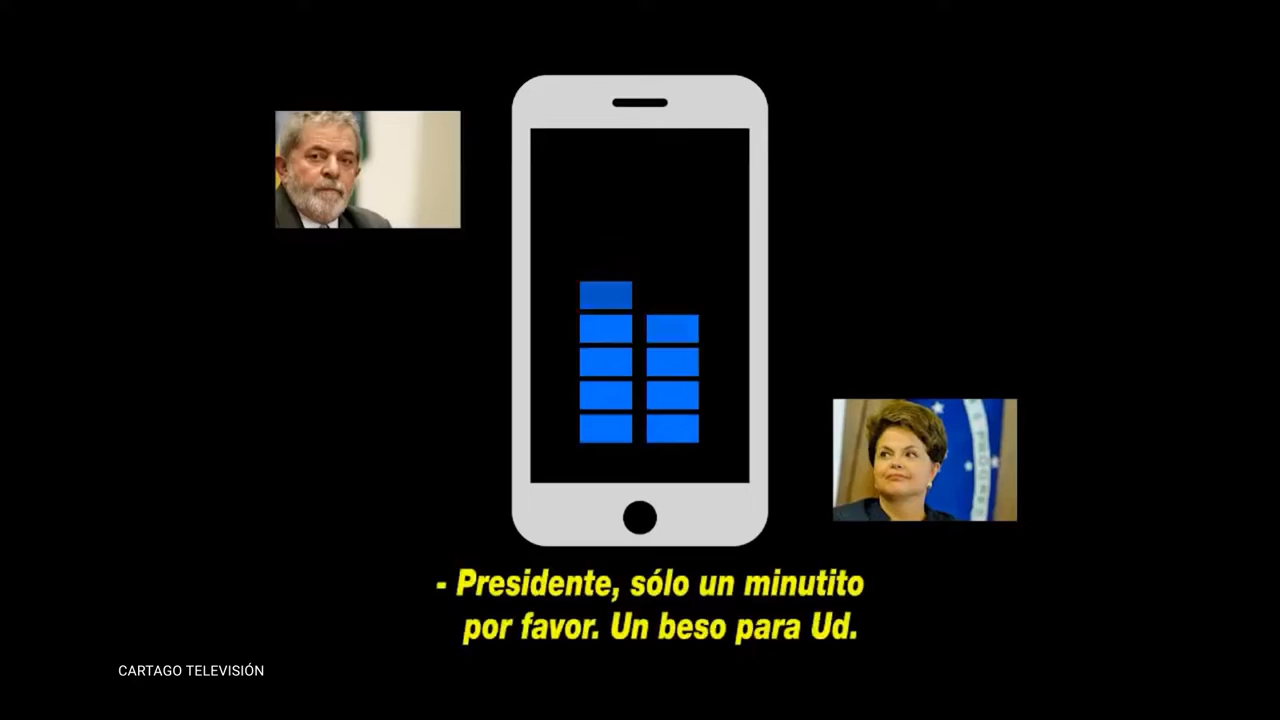 - Presidente, sólo un minutito
por favor. Un beso para Ud.
CARTAGO TELEVISIÓN